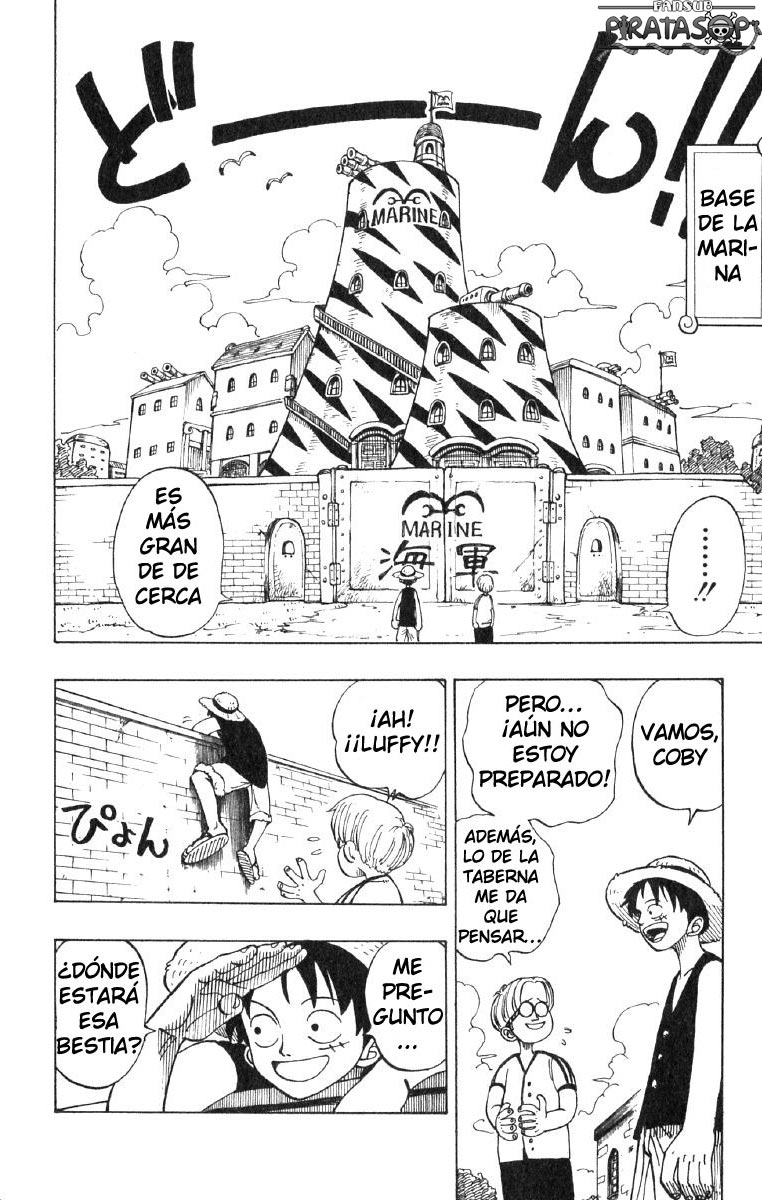 FANSUB
PIRATASOP
どーん!!
BASE
DE LA
MARI-
NA
MARINE
ES
MÁS
GRAN
DE DE
CERCA
MARINE
海軍
......!!
VAMOS,
COBY
PERO...
¡AÚN NO
ESTOY
PREPARADO!
ADEMÁS,
LO DE LA
TABERNA
ME DA
QUE
PENSAR...
¡AH!
¡¡LUFFY!!
ぴょん
ME
PRE-
GUNTO
...
¿DÓNDE
ESTARÁ
ESA
BESTIA?